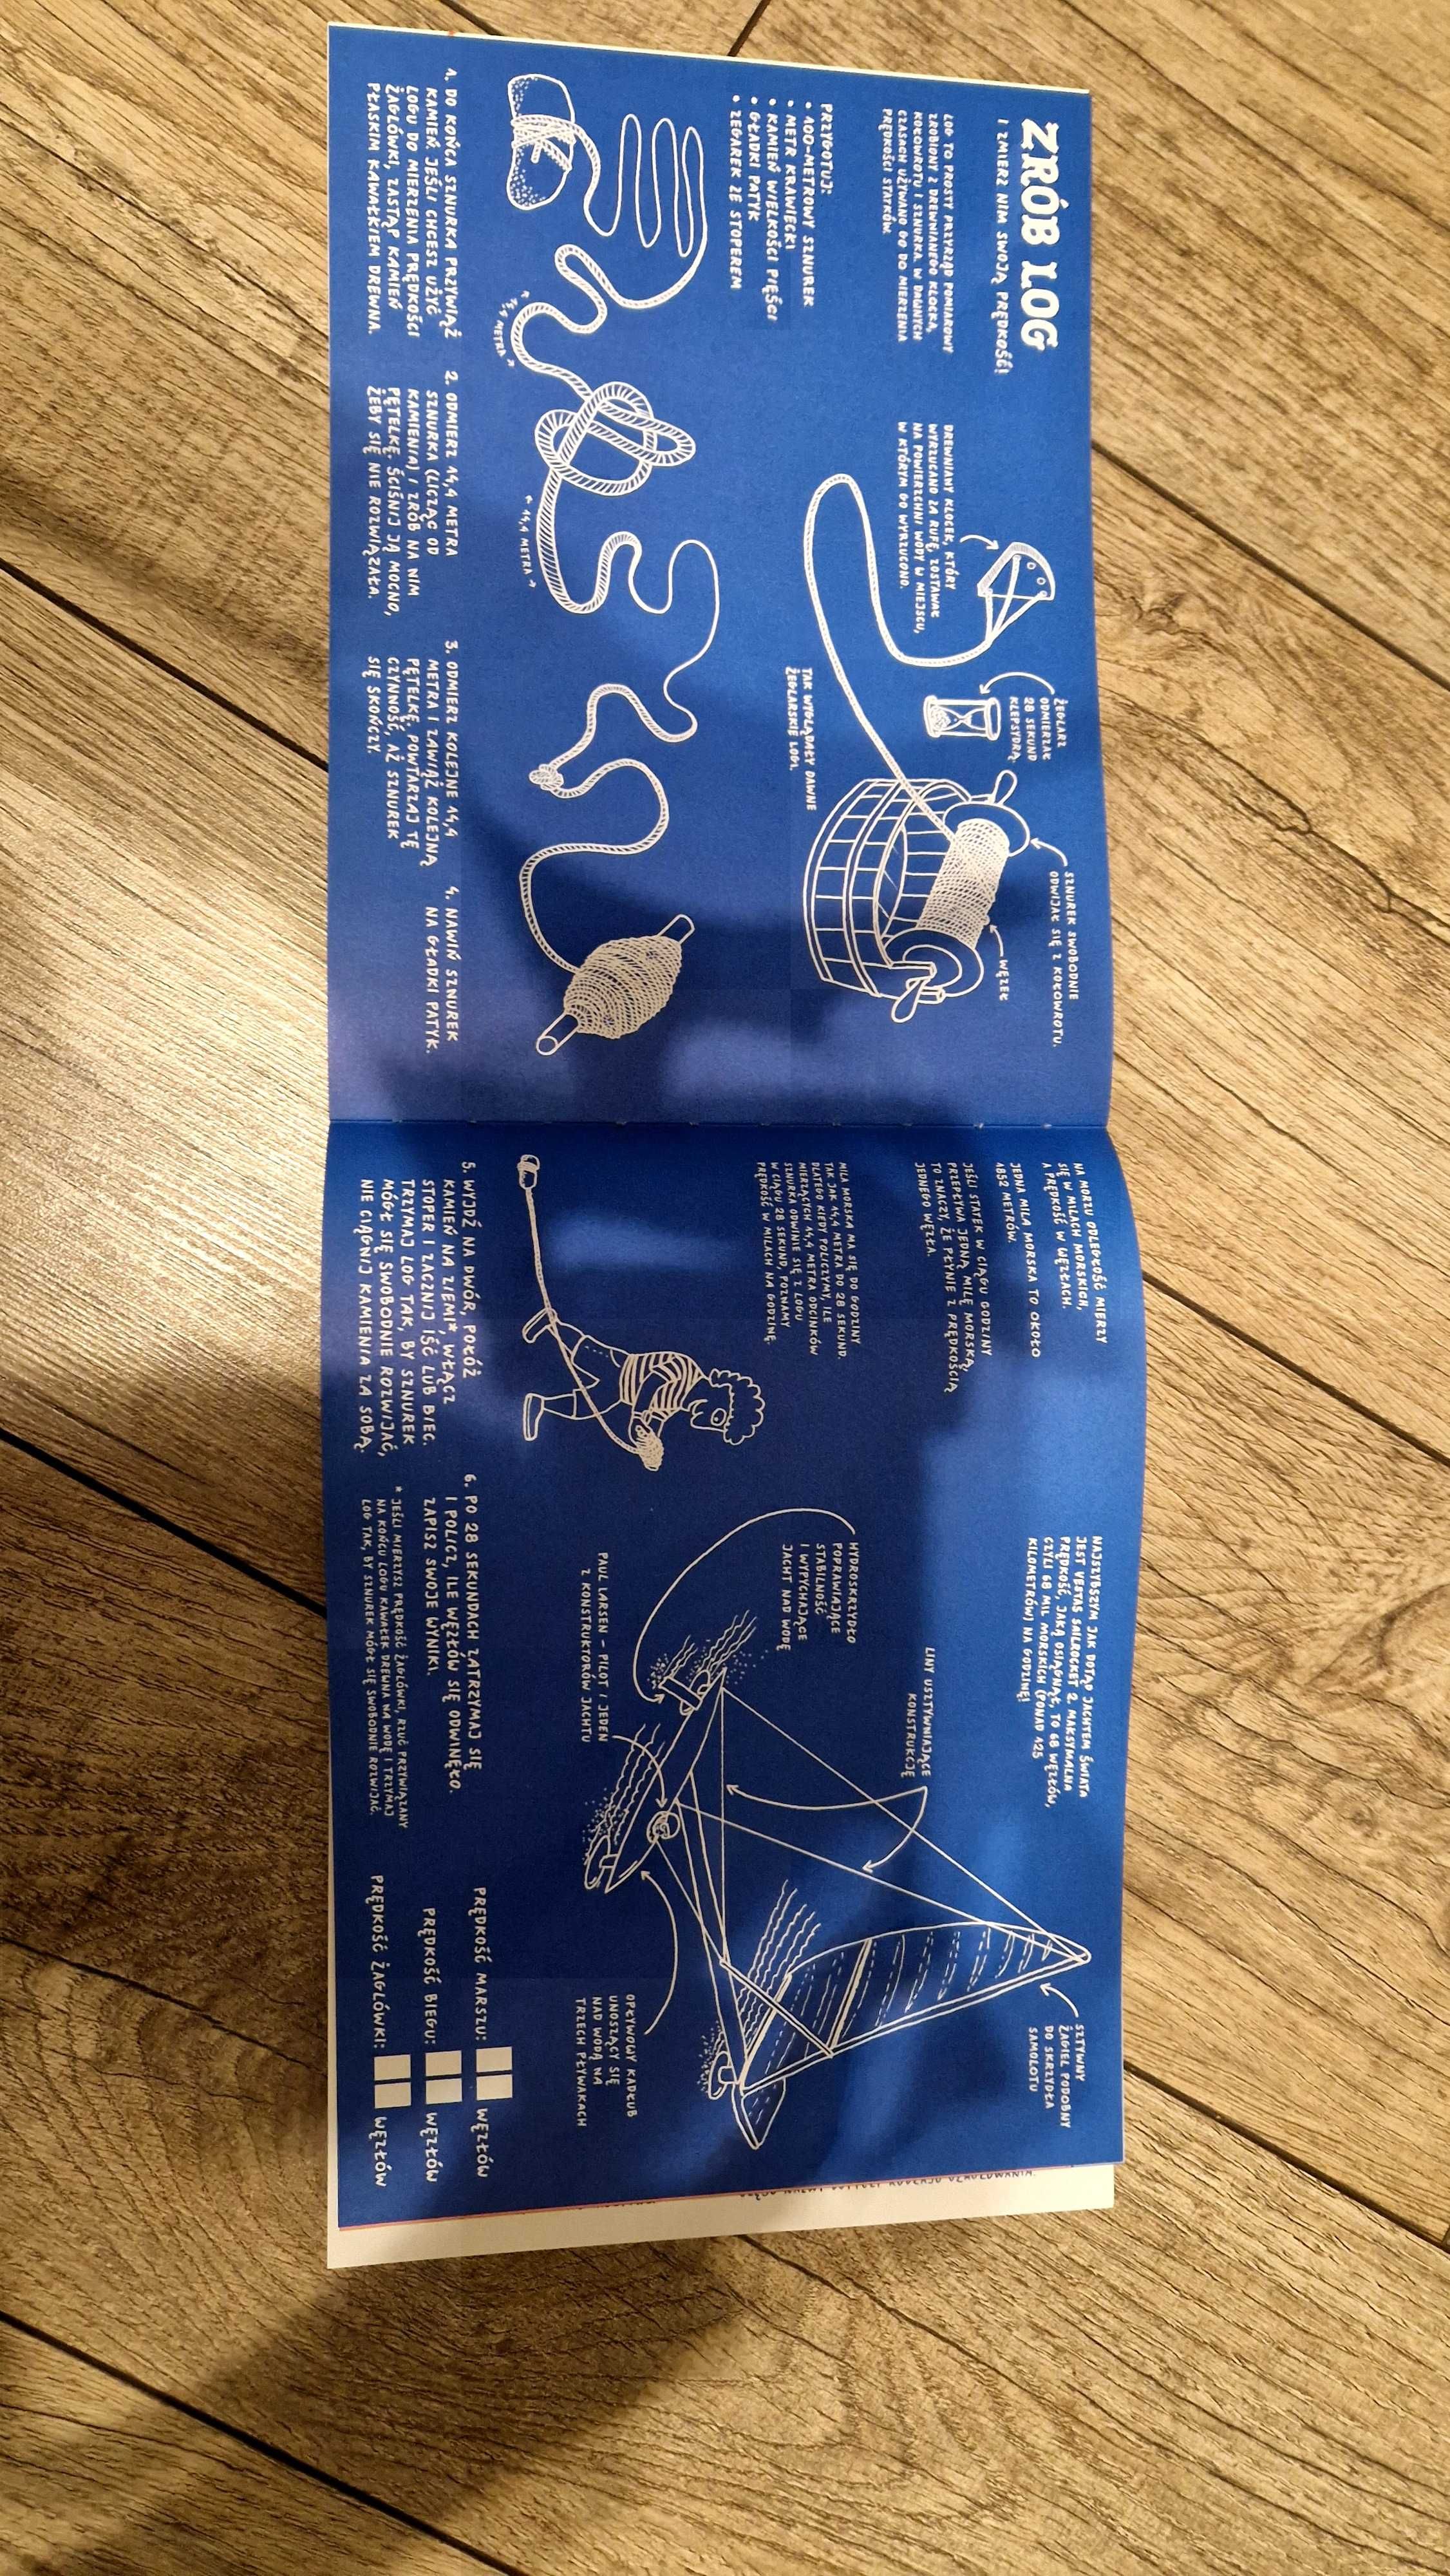 ZRÓB LOG
I ZMIERZ NIM SWOJĄ PRĘDKOŚĆ!
LOG TO PROSTY PRZYRZĄD POMIAROWY
ZROBIONY Z DREWNIANEGO KLOCKA,
KOŁOWROTU I SZNURKA. W DAWNYCH
CZASACH UŻYWANO GO DO MIERZENIA
PRĘDKOŚCI STATKÓW.
PRZYGOTUJ:
• 100-METROWY SZNUREK
• METR KRAWIECKI
• KAMIEŃ WIELKOŚCI PIĘŚCI
• GŁADKI PATYK
• ZEGAREK ZE STOPEREM
DREWNIANY KLOCEK, KTÓRY
WYRZUCANO ZA RUFĘ, ZOSTAWAŁ
NA POWIERZCHNI WODY W MIEJSCU,
W KTÓRYM GO WYRZUCONO.
ŻEGLARZ
ODMIERZAŁ
28 SEKUND
KLEPSYDRĄ.
SZNUREK SWOBODNIE
ODWIJAŁ SIĘ Z KOŁOWROTU.
WĘZEŁ
TAK WYGLĄDAŁY DAWNE
ŻEGLARSKIE LOGI.
14,4 METRA
14,4 METRA
1. DO KOŃCA SZNURKA PRZYWIĄŻ
KAMIEŃ. JEŚLI CHCESZ UŻYĆ
LOGU DO MIERZENIA PRĘDKOŚCI
ŻAGLÓWKI, ZASTĄP KAMIEŃ
PŁASKIM KAWAŁKIEM DREWNA.
2. ODMIERZ 14,4 METRA
SZNURKA (LICZĄC OD
KAMIENIA) I ZRÓB NA NIM
PĘTELKĘ. ŚCIŚNIJ JĄ MOCNO,
ŻEBY SIĘ NIE ROZWIĄZAŁA.
3. ODMIERZ KOLEJNE 14,4
METRA I ZAWIĄŻ KOLEJNĄ
PĘTELKĘ. POWTARZAJ TĘ
CZYNNOŚĆ, AŻ SZNUREK
SIĘ SKOŃCZY.
4. NAWIŃ SZNUREK
NA GŁADKI PATYK.
NA MORZU ODLEGŁOŚĆ MIERZY
SIĘ W MILACH MORSKICH,
A PRĘDKOŚĆ W WĘZŁACH.
JEDNA MILA MORSKA TO OKOŁO
1852 METRÓW.
JEŚLI STATEK W CIĄGU GODZINY
PRZEPŁYWA JEDNĄ MILĘ MORSKĄ,
TO ZNACZY, ŻE PŁYNIE Z PRĘDKOŚCIĄ
JEDNEGO WĘZŁA.
MILA MORSKA MA SIĘ DO GODZINY
TAK JAK 14,4 METRA DO 28 SEKUND.
DLATEGO KIEDY POLICZYMY, ILE
MIERZĄCYCH 14,4 METRA ODCINKÓW
SZNURKA ODWINIE SIĘ Z LOGU
W CIĄGU 28 SEKUND, POZNAMY
PRĘDKOŚĆ W MILACH NA GODZINĘ.
NAJSZYBSZYM JAK DOTĄD JACHTEM ŚWIATA
JEST VESTAS SAILROCKET 2. MAKSYMALNA
PRĘDKOŚĆ, JAKĄ OSIĄGNĄŁ, TO 68 WĘZŁÓW,
CZYLI 68 MIL MORSKICH (PONAD 125
KILOMETRÓW) NA GODZINĘ!
SZTYWNY
ŻAGIEL PODOBNY
DO SKRZYDŁA
SAMOLOTU
LINY USZTYWNIAJĄCE
KONSTRUKCJĘ
HYDROSKRZYDŁO
POPRAWIAJĄCE
STABILNOŚĆ
I WYPYCHAJĄCE
JACHT NAD WODĘ
PAUL LARSEN – PILOT I JEDEN
Z KONSTRUKTORÓW JACHTU
OPŁYWOWY KADŁUB
UNOSZĄCY SIĘ
NAD WODĄ NA
TRZECH PŁYWAKACH
5. WYJDŹ NA DWÓR, POŁÓŻ
KAMIEŃ NA ZIEMI*, WŁĄCZ
STOPER I ZACZNIJ IŚĆ LUB BIEC.
TRZYMAJ LOG TAK, BY SZNUREK
MÓGŁ SIĘ SWOBODNIE ROZWIJAĆ,
NIE CIĄGNIJ KAMIENIA ZA SOBĄ.
6. PO 28 SEKUNDACH ZATRZYMAJ SIĘ
I POLICZ, ILE WĘZŁÓW SIĘ ODWINĘŁO.
ZAPISZ SWOJE WYNIKI.
* JEŚLI MIERZYSZ PRĘDKOŚĆ ŻAGLÓWKI, RZUĆ PRZYWIĄZANY
NA KOŃCU LOGU KAWAŁEK DREWNA NA WODĘ I TRZYMAJ
LOG TAK, BY SZNUREK MÓGŁ SIĘ SWOBODNIE ROZWIJAĆ.
PRĘDKOŚĆ MARSZU: WĘZŁÓW
PRĘDKOŚĆ BIEGU: WĘZŁÓW
PRĘDKOŚĆ ŻAGLÓWKI: WĘZŁÓW